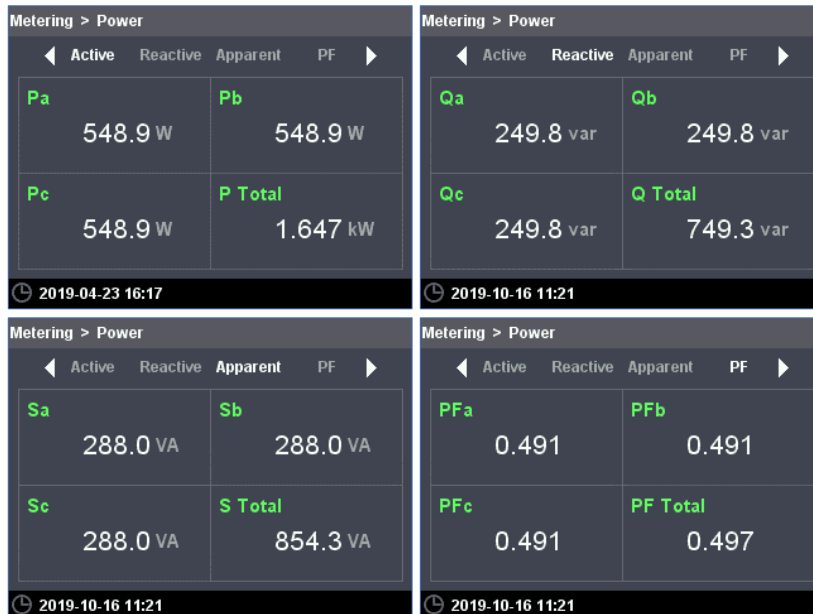 Metering > Power
Active Reactive Apparent PF
Pa Pb
548.9 W 548.9 W
Pc P Total
548.9 W 1.647 kW
2019-04-23 16:17
Metering > Power
Active Reactive Apparent PF
Qa Qb
249.8 var 249.8 var
Qc Q Total
249.8 var 749.3 var
2019-10-16 11:21
Metering > Power
Active Reactive Apparent PF
Sa Sb
288.0 VA 288.0 VA
Sc S Total
288.0 VA 854.3 VA
2019-10-16 11:21
Metering > Power
Active Reactive Apparent PF
PFa PFb
0.491 0.491
PFc PF Total
0.491 0.497
2019-10-16 11:21